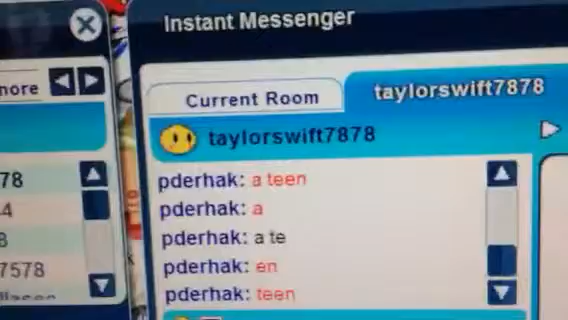 Instant Messenger
nore
Current Room
taylorswift7878
taylorswift7878
78
4
8
7578
pderhak: a teen
pderhak: a
pderhak: a te
pderhak: en
pderhak: teen